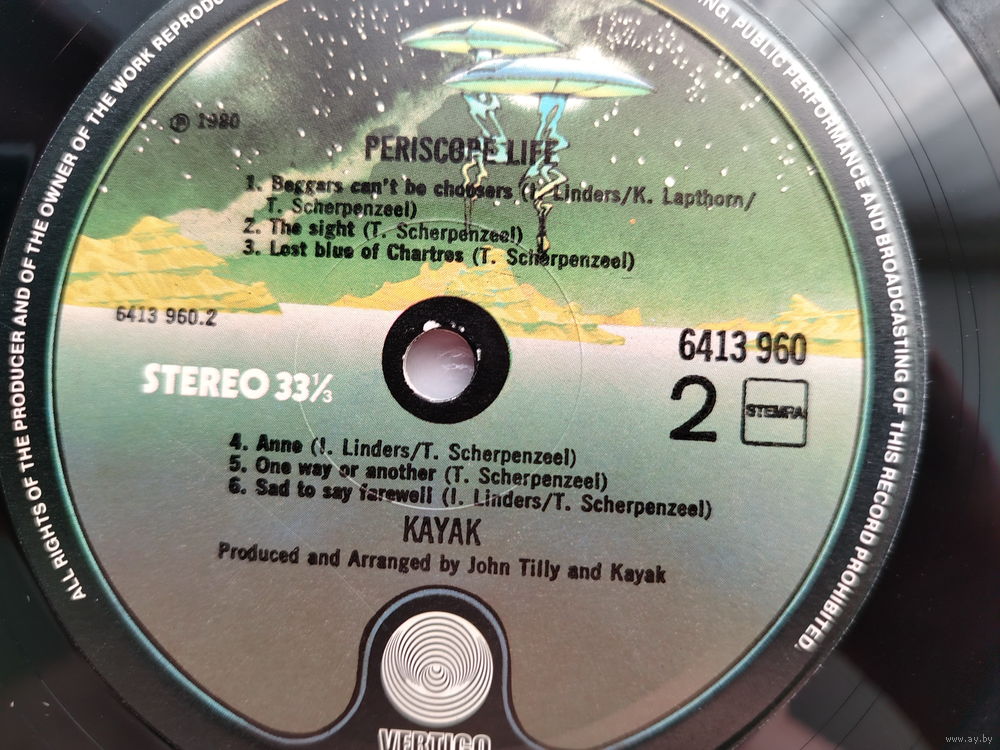 ALL RIGHTS OF THE PRODUCER AND OF THE OWNER OF THE WORK
PUBLIC PERFORMANCE AND BROADCASTING OF THIS RECORD PROHIBITED.
℗ 1980
PERISCOPE LIFE
1. Beggars can't be choosers (I. Linders/K. Lapthorn/
T. Scherpenzeel)
2. The sight (T. Scherpenzeel)
3. Lost blue of Chartres (T. Scherpenzeel)
6413 960.2
6413 960
STEREO 33⅓
2
STEMRA
4. Anne (I. Linders/T. Scherpenzeel)
5. One way or another (T. Scherpenzeel)
6. Sad to say farewell (I. Linders/T. Scherpenzeel)
KAYAK
Produced and Arranged by John Tilly and Kayak
VERTIGO
www.ay.by